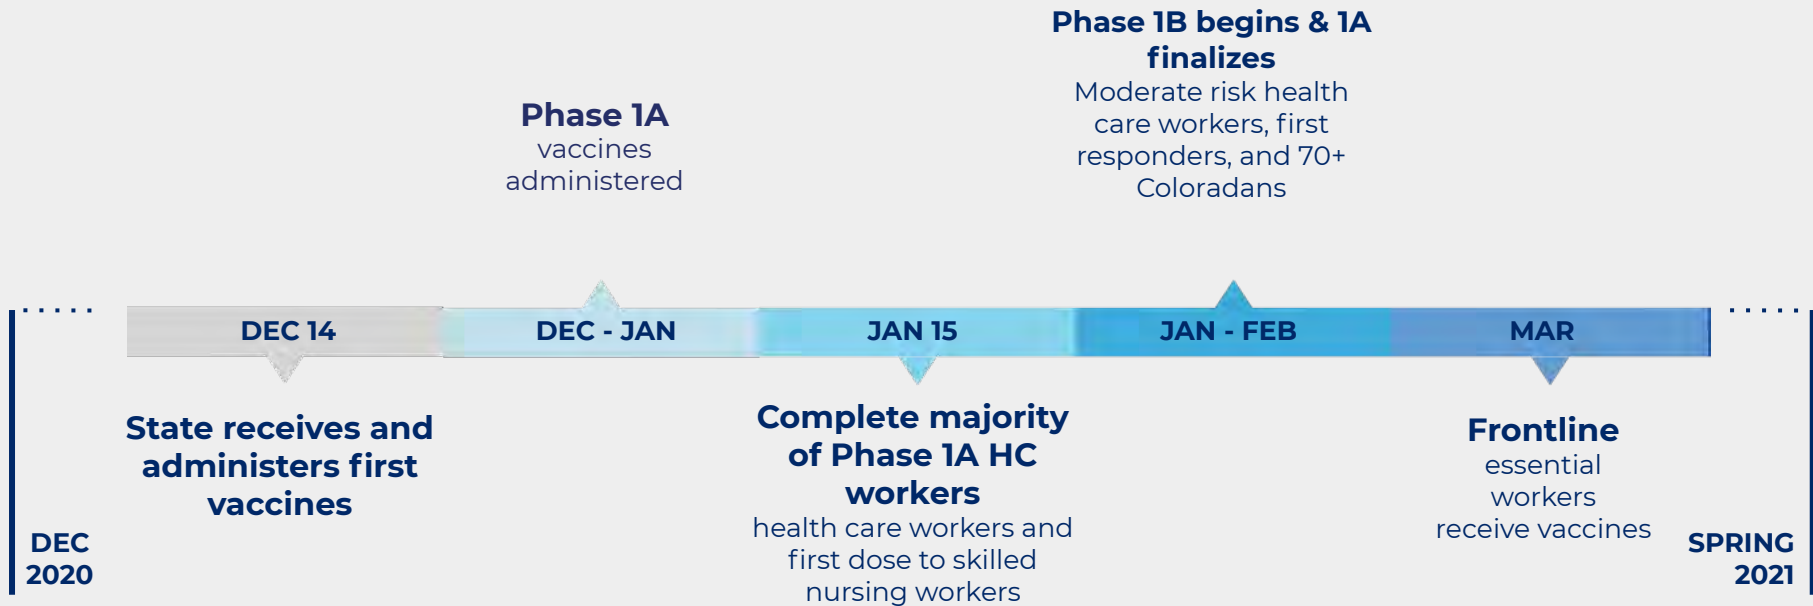 Phase 1B begins & 1A
finalizes
Moderate risk health
care workers, first
responders, and 70+
Coloradans
Phase 1A
vaccines
administered
DEC 14
DEC - JAN
JAN 15
JAN - FEB
MAR
State receives and
administers first
vaccines
Complete majority
of Phase 1A HC
workers
health care workers and
first dose to skilled
nursing workers
Frontline
essential
workers
receive vaccines
DEC
2020
SPRING
2021